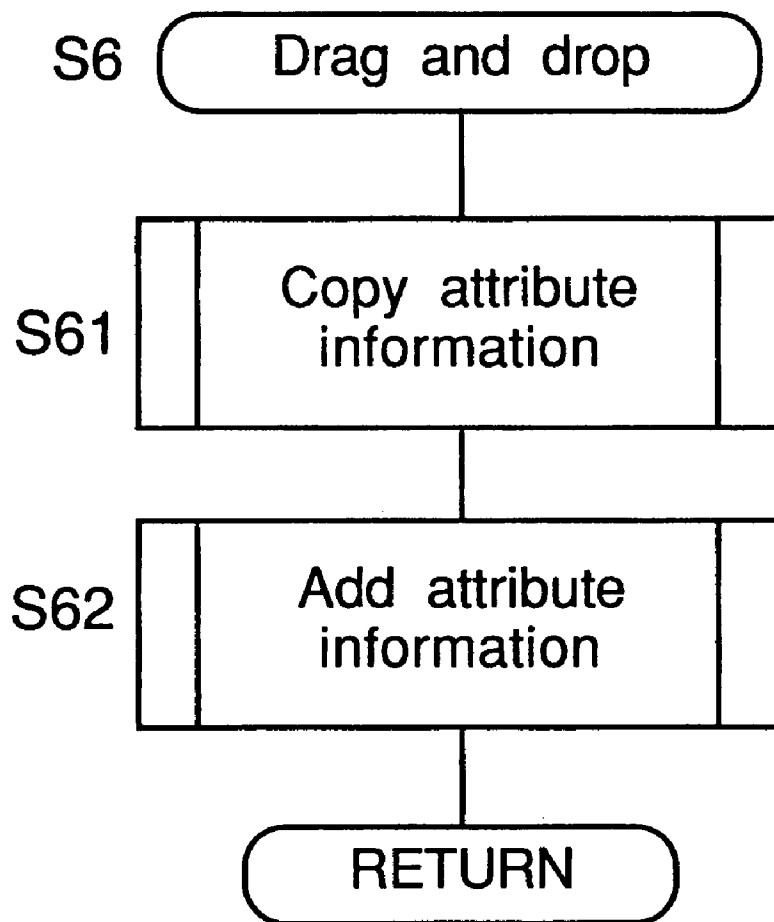 S6 Drag and drop
S61
Copy attribute
information
S62
Add attribute
information
RETURN